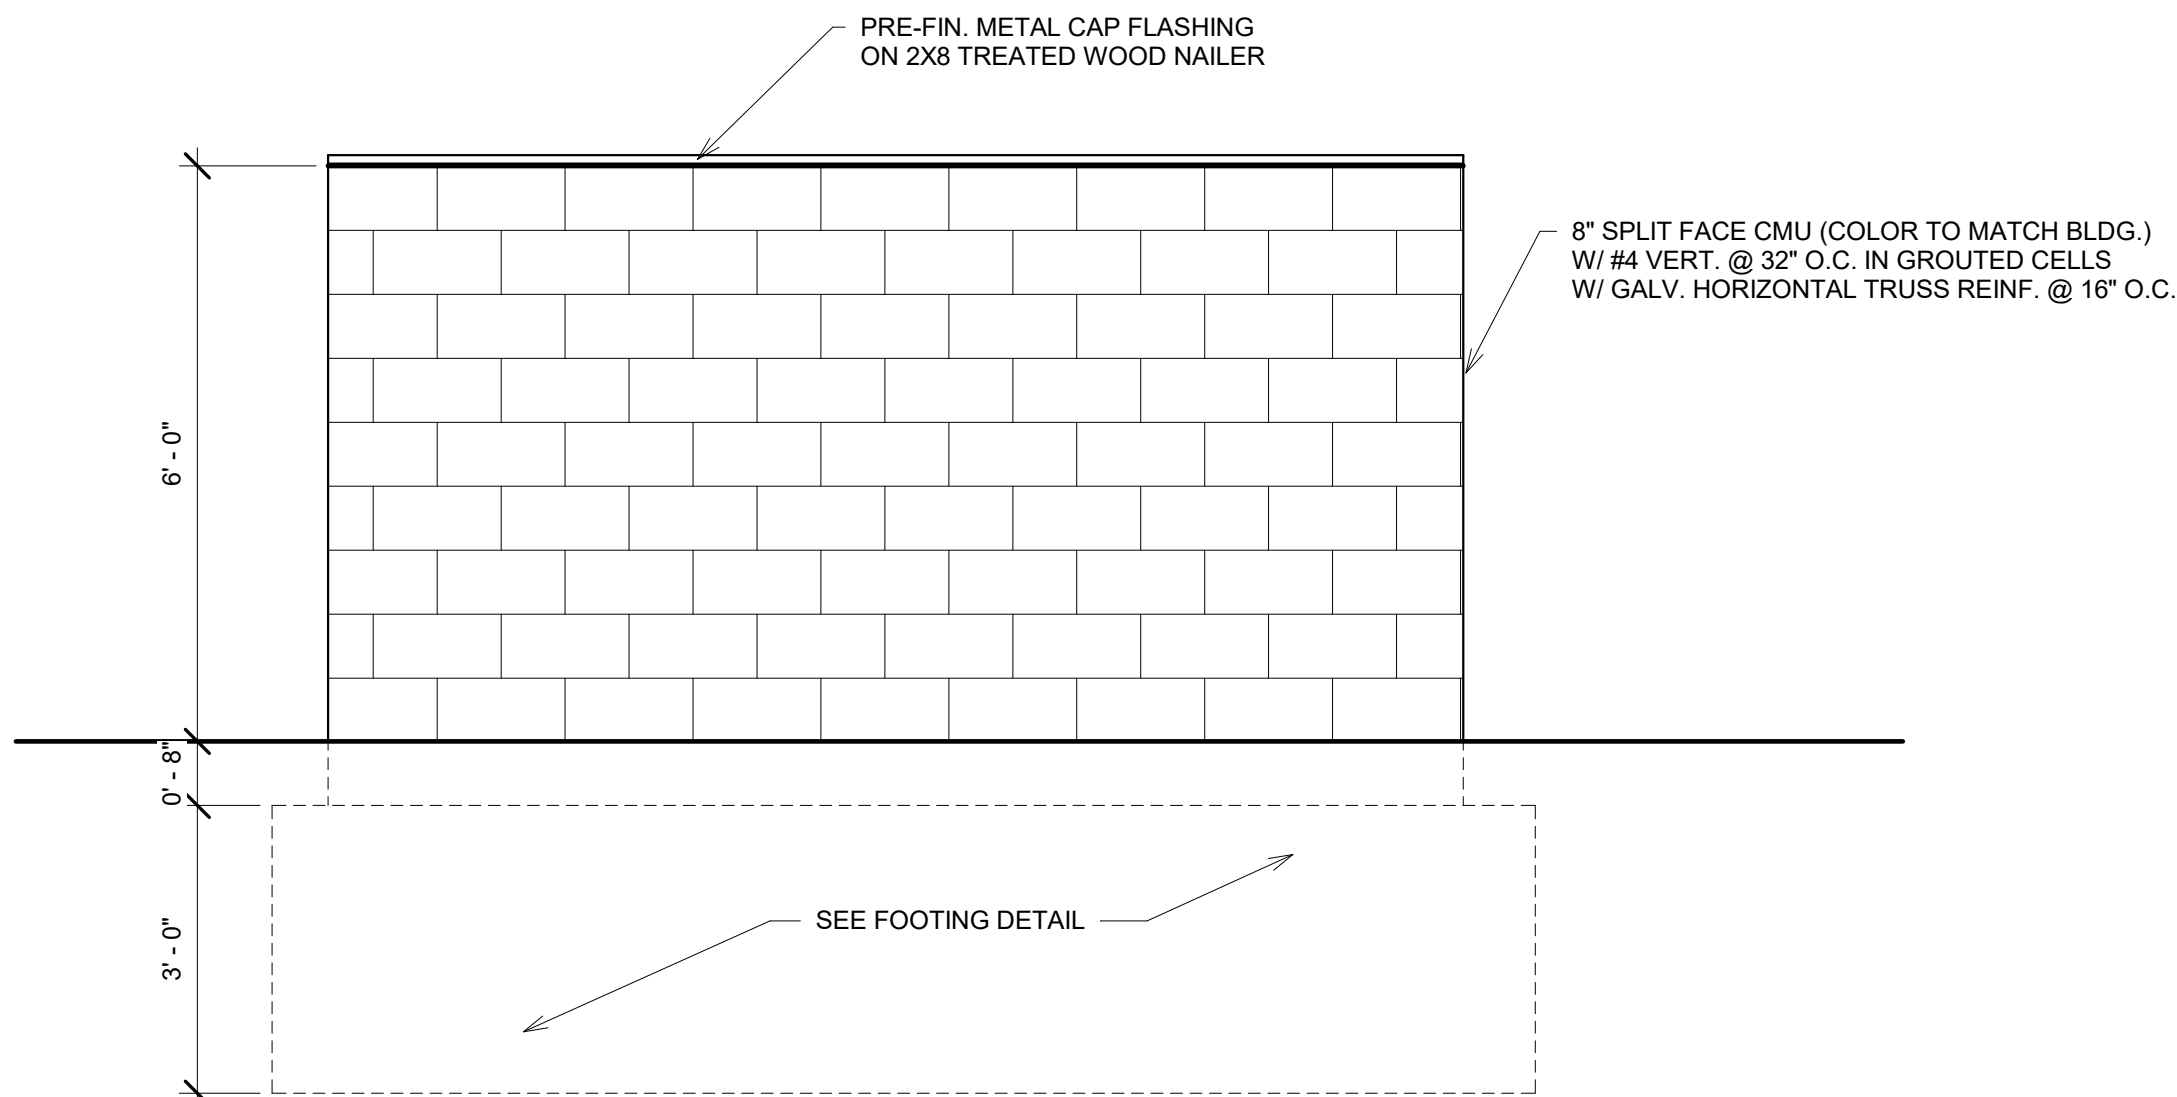 PRE-FIN. METAL CAP FLASHING
ON 2X8 TREATED WOOD NAILER
8" SPLIT FACE CMU (COLOR TO MATCH BLDG.)
W/ #4 VERT. @ 32" O.C. IN GROUTED CELLS
W/ GALV. HORIZONTAL TRUSS REINF. @ 16" O.C.
6' - 0"
0' - 8"
3' - 0"
SEE FOOTING DETAIL